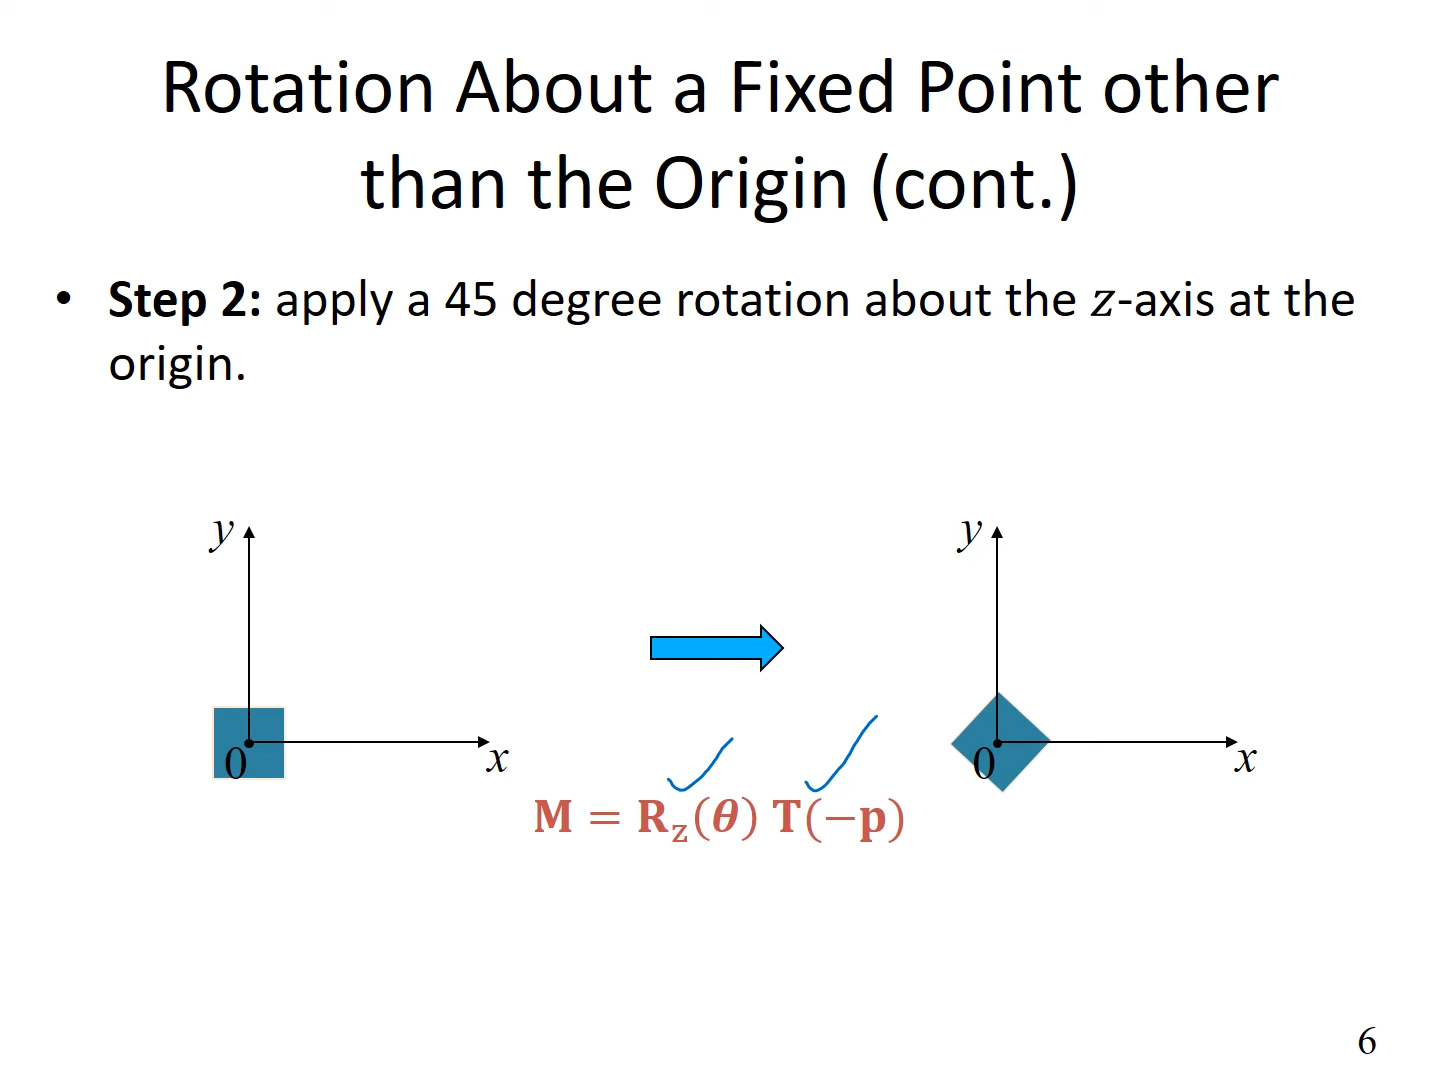 Rotation About a Fixed Point other
than the Origin (cont.)
• Step 2: apply a 45 degree rotation about the z-axis at the
origin.
y
0
x
y
0
x
M = R_z(θ) T(−p)
6